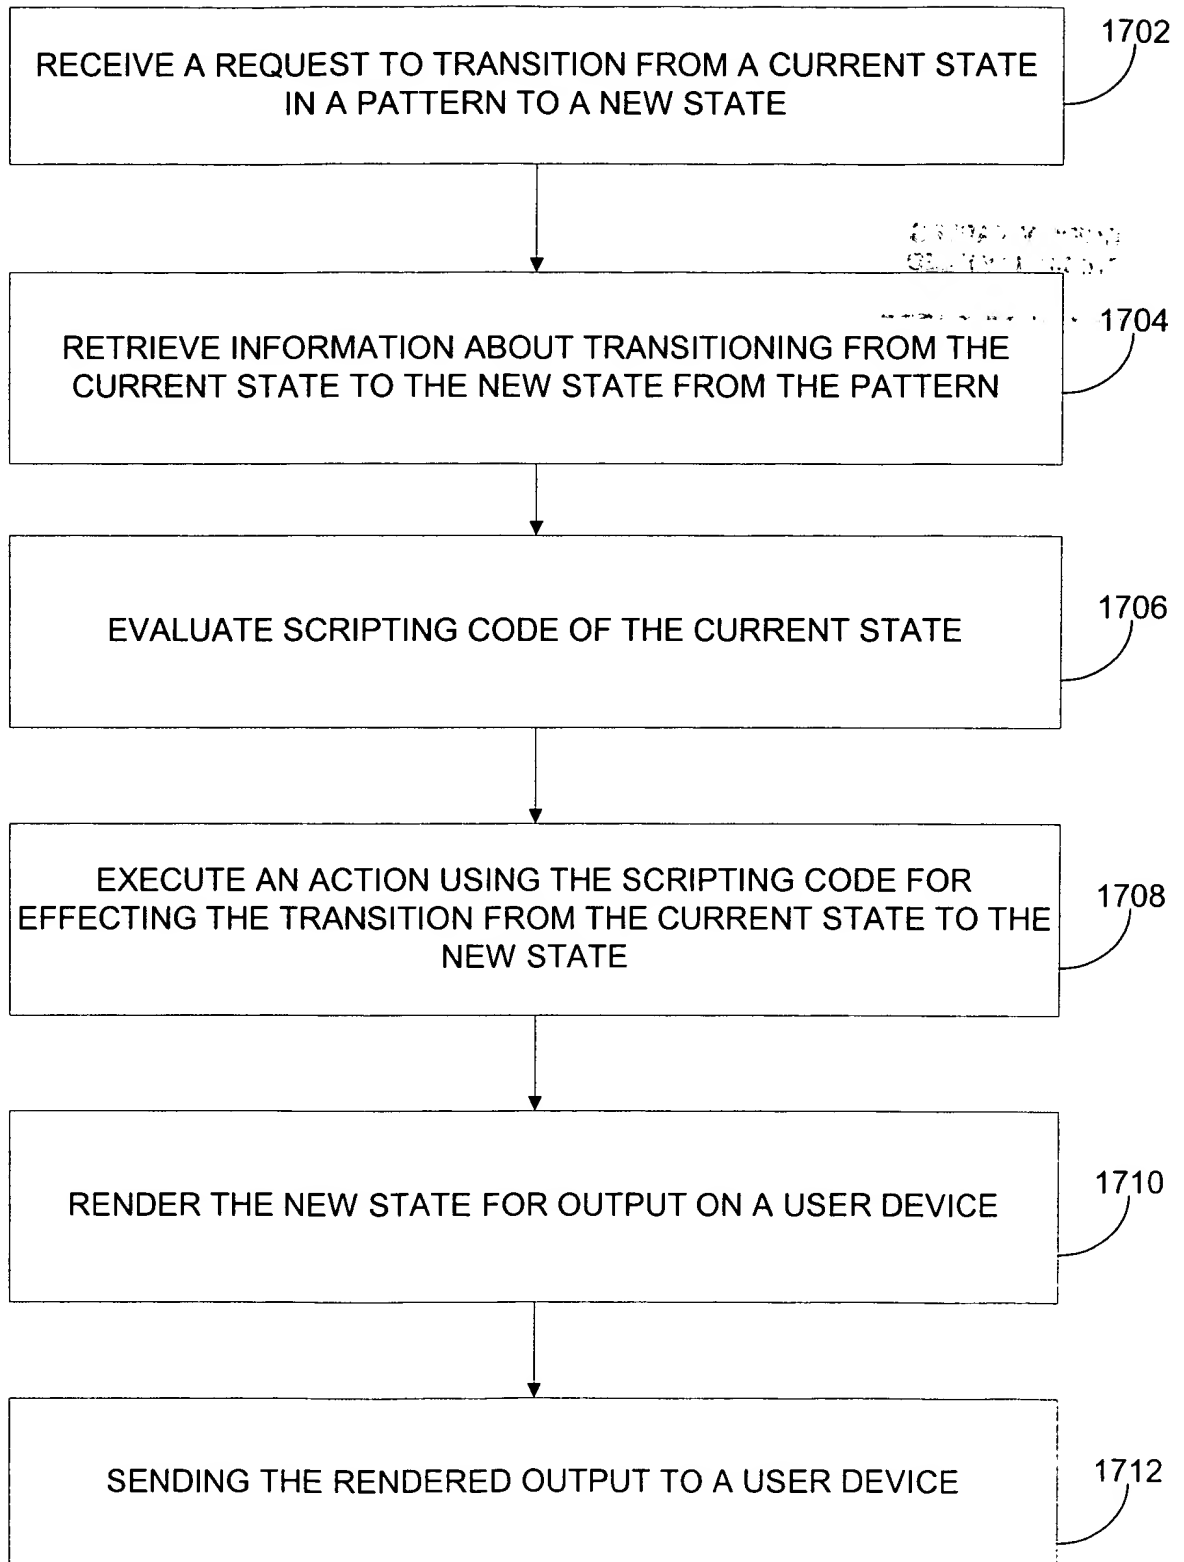 1702
RECEIVE A REQUEST TO TRANSITION FROM A CURRENT STATE
IN A PATTERN TO A NEW STATE
1704
RETRIEVE INFORMATION ABOUT TRANSITIONING FROM THE
CURRENT STATE TO THE NEW STATE FROM THE PATTERN
1706
EVALUATE SCRIPTING CODE OF THE CURRENT STATE
1708
EXECUTE AN ACTION USING THE SCRIPTING CODE FOR
EFFECTING THE TRANSITION FROM THE CURRENT STATE TO THE
NEW STATE
1710
RENDER THE NEW STATE FOR OUTPUT ON A USER DEVICE
1712
SENDING THE RENDERED OUTPUT TO A USER DEVICE